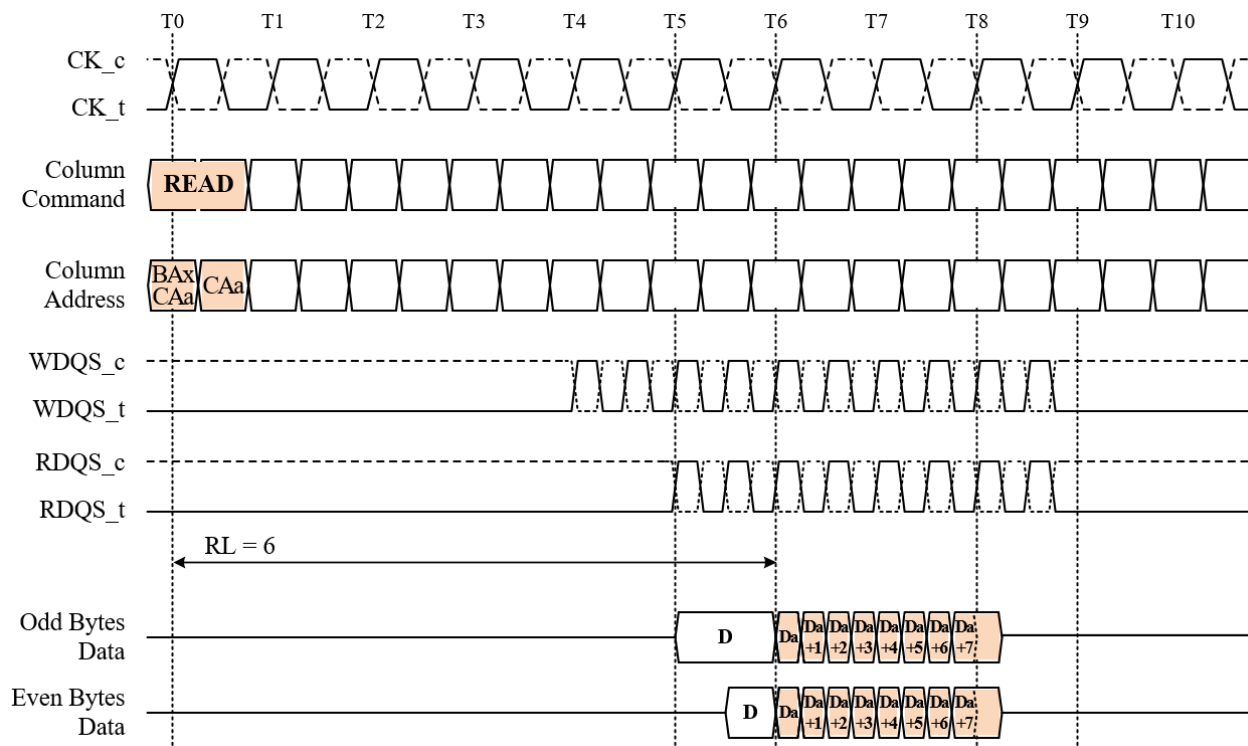 T0 T1 T2 T3 T4 T5 T6 T7 T8 T9 T10
CK_c
CK_t
Column
Command
READ
Column
Address
BAx
CAa
CAa
WDQS_c
WDQS_t
RDQS_c
RDQS_t
RL = 6
Odd Bytes
Data
D
Da
Da
+1
Da
+2
Da
+3
Da
+4
Da
+5
Da
+6
Da
+7
Even Bytes
Data
D
Da
Da
+1
Da
+2
Da
+3
Da
+4
Da
+5
Da
+6
Da
+7